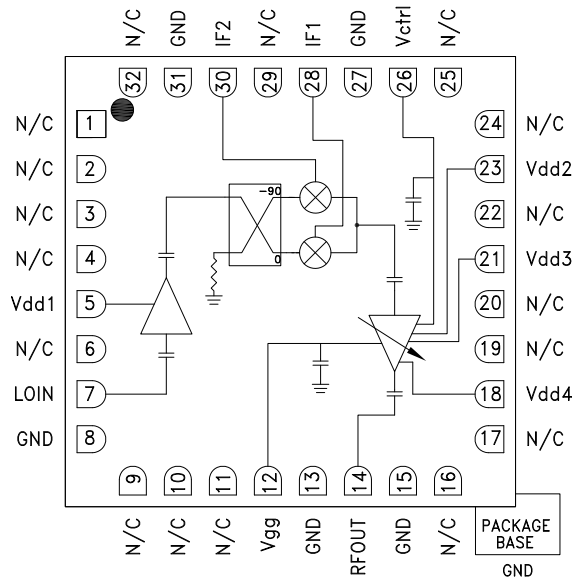 N/C
GND
IF2
N/C
IF1
GND
Vctrl
N/C
32
31
30
29
28
27
26
25
N/C 1
N/C 2
N/C 3
N/C 4
Vdd1 5
N/C 6
LOIN 7
GND 8
-90
0
24 N/C
23 Vdd2
22 N/C
21 Vdd3
20 N/C
19 N/C
18 Vdd4
17 N/C
9
10
11
12
13
14
15
16
N/C
N/C
N/C
Vgg
GND
RFOUT
GND
N/C
PACKAGE
BASE
GND